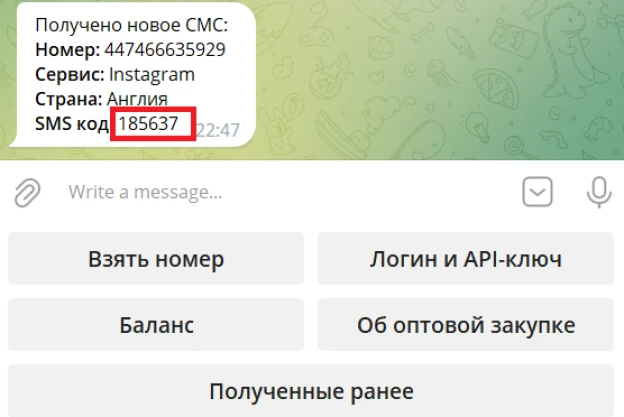 Получено новое СМС:
Номер: 447466635929
Сервис: Instagram
Страна: Англия
SMS код 185637 22:47
Write a message...
Взять номер
Логин и API-ключ
Баланс
Об оптовой закупке
Полученные ранее